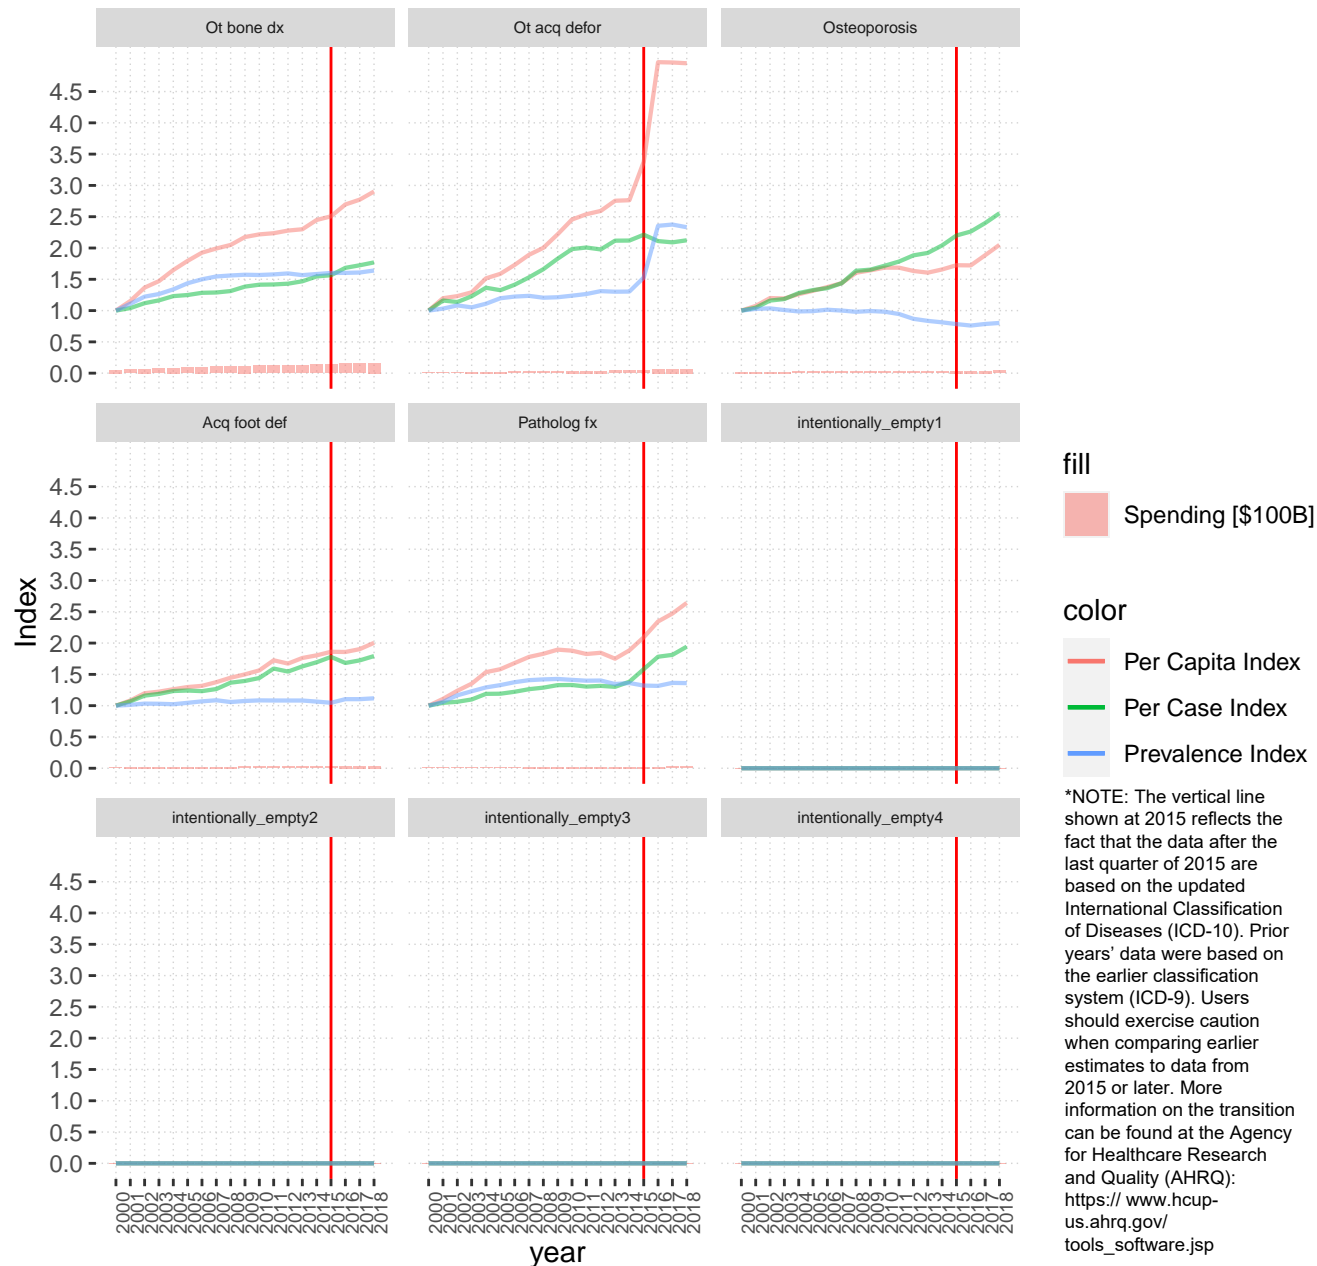 Ot bone dx
Ot acq defor
Osteoporosis
4.5
4.0
3.5
3.0
2.5
2.0
1.5
1.0
0.5
0.0
Acq foot def
Patholog fx
intentionally_empty1
4.5
4.0
3.5
3.0
2.5
2.0
1.5
1.0
0.5
0.0
intentionally_empty2
intentionally_empty3
intentionally_empty4
4.5
4.0
3.5
3.0
2.5
2.0
1.5
1.0
0.5
0.0
Index
2000
2001
2002
2003
2004
2005
2006
2007
2008
2009
2010
2011
2012
2013
2014
2015
2016
2017
2018
2000
2001
2002
2003
2004
2005
2006
2007
2008
2009
2010
2011
2012
2013
2014
2015
2016
2017
2018
2000
2001
2002
2003
2004
2005
2006
2007
2008
2009
2010
2011
2012
2013
2014
2015
2016
2017
2018
year
fill
Spending [$100B]
color
Per Capita Index
Per Case Index
Prevalence Index
*NOTE: The vertical line
shown at 2015 reflects the
fact that the data after the
last quarter of 2015 are
based on the updated
International Classification
of Diseases (ICD-10). Prior
years’ data were based on
the earlier classification
system (ICD-9). Users
should exercise caution
when comparing earlier
estimates to data from
2015 or later. More
information on the transition
can be found at the Agency
for Healthcare Research
and Quality (AHRQ):
https:// www.hcup-
us.ahrq.gov/
tools_software.jsp